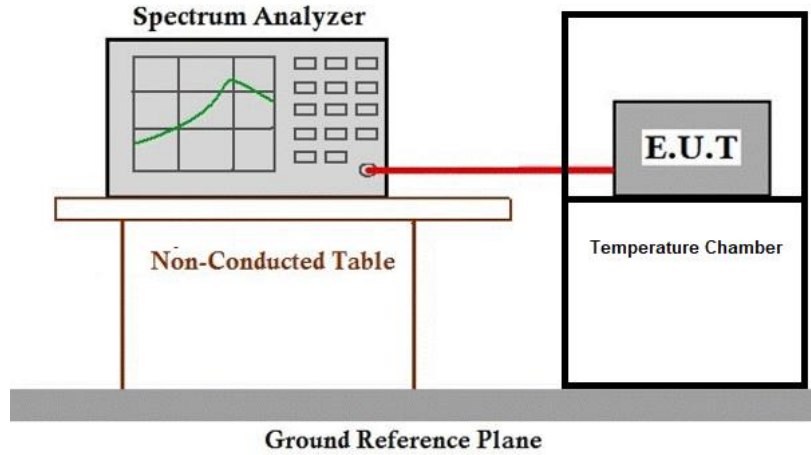 Spectrum Analyzer
E.U.T
Non-Conducted Table
Temperature Chamber
Ground Reference Plane